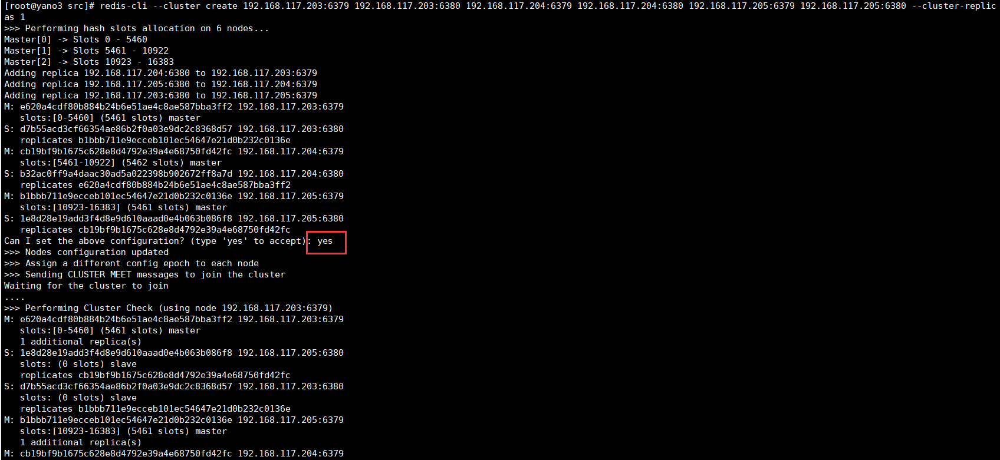 [root@yano3 src]# redis-cli --cluster create 192.168.117.203:6379 192.168.117.203:6380 192.168.117.204:6379 192.168.117.204:6380 192.168.117.205:6379 192.168.117.205:6380 --cluster-replic
as 1
>>> Performing hash slots allocation on 6 nodes...
Master[0] -> Slots 0 - 5460
Master[1] -> Slots 5461 - 10922
Master[2] -> Slots 10923 - 16383
Adding replica 192.168.117.204:6380 to 192.168.117.203:6379
Adding replica 192.168.117.205:6380 to 192.168.117.204:6379
Adding replica 192.168.117.203:6380 to 192.168.117.205:6379
M: e620a4cdf80b884b24b6e51ae4c8ae587bba3ff2 192.168.117.203:6379
   slots:[0-5460] (5461 slots) master
S: d7b55acd3cf66354ae86b2f0a03e9dc2c8368d57 192.168.117.203:6380
   replicates b1bbb711e9ecceb101ec54647e21d0b232c0136e
M: cb19bf9b1675c628e8d4792e39a4e68750fd42fc 192.168.117.204:6379
   slots:[5461-10922] (5462 slots) master
S: b32ac0ff9a4daac30ad5a022398b902672ff8a7d 192.168.117.204:6380
   replicates e620a4cdf80b884b24b6e51ae4c8ae587bba3ff2
M: b1bbb711e9ecceb101ec54647e21d0b232c0136e 192.168.117.205:6379
   slots:[10923-16383] (5461 slots) master
S: 1e8d28e19add3f4d8e9d610aaad0e4b063b086f8 192.168.117.205:6380
   replicates cb19bf9b1675c628e8d4792e39a4e68750fd42fc
Can I set the above configuration? (type 'yes' to accept): yes
>>> Nodes configuration updated
>>> Assign a different config epoch to each node
>>> Sending CLUSTER MEET messages to join the cluster
Waiting for the cluster to join
....
>>> Performing Cluster Check (using node 192.168.117.203:6379)
M: e620a4cdf80b884b24b6e51ae4c8ae587bba3ff2 192.168.117.203:6379
   slots:[0-5460] (5461 slots) master
   1 additional replica(s)
S: 1e8d28e19add3f4d8e9d610aaad0e4b063b086f8 192.168.117.205:6380
   slots: (0 slots) slave
   replicates cb19bf9b1675c628e8d4792e39a4e68750fd42fc
S: d7b55acd3cf66354ae86b2f0a03e9dc2c8368d57 192.168.117.203:6380
   slots: (0 slots) slave
   replicates b1bbb711e9ecceb101ec54647e21d0b232c0136e
M: b1bbb711e9ecceb101ec54647e21d0b232c0136e 192.168.117.205:6379
   slots:[10923-16383] (5461 slots) master
   1 additional replica(s)
M: cb19bf9b1675c628e8d4792e39a4e68750fd42fc 192.168.117.204:6379